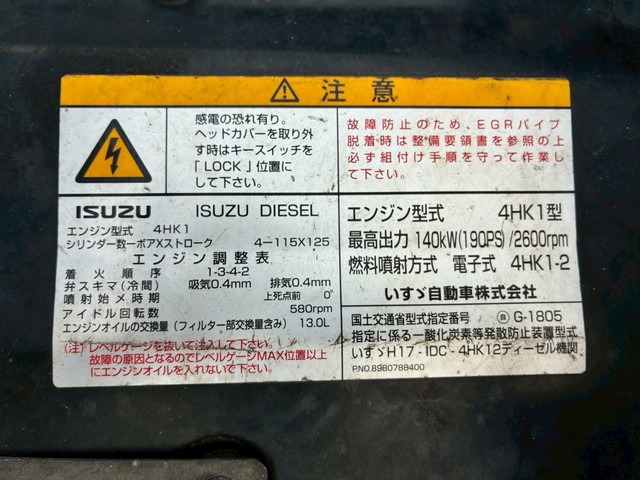 注意
感電の恐れ有り。
ヘッドカバーを取り外
す時はキースイッチを
「LOCK」位置に
して下さい。
故障防止のため、EGRパイプ
脱着時は整備要領書を参照の上
必ず組付け手順を守って作業し
て下さい。
ISUZU ISUZU DIESEL
エンジン型式 4HK1
シリンダー数ーボアXストローク 4-115X125
エンジン調整表
着火順序 1-3-4-2
弁スキマ(冷間) 吸気0.4mm 排気0.4mm
噴射始メ時期 上死点前 0°
アイドル回転数 580rpm
エンジンオイルの交換量(フィルター部交換量含み) 13.0L
(注)レベルゲージを抜いて注入して下さい。
故障の原因となるのでレベルゲージMAX位置以上
にエンジンオイルを入れないで下さい。
エンジン型式 4HK1型
最高出力 140kW(190PS)/2600rpm
燃料噴射方式 電子式 4HK1-2
いすゞ自動車株式会社
国土交通省型式指定番号 ⓐG-1805
指定に係る一酸化炭素等発散防止装置型式
いすゞH17-IDC-4HK12ディーゼル機関
P.NO.8980788400